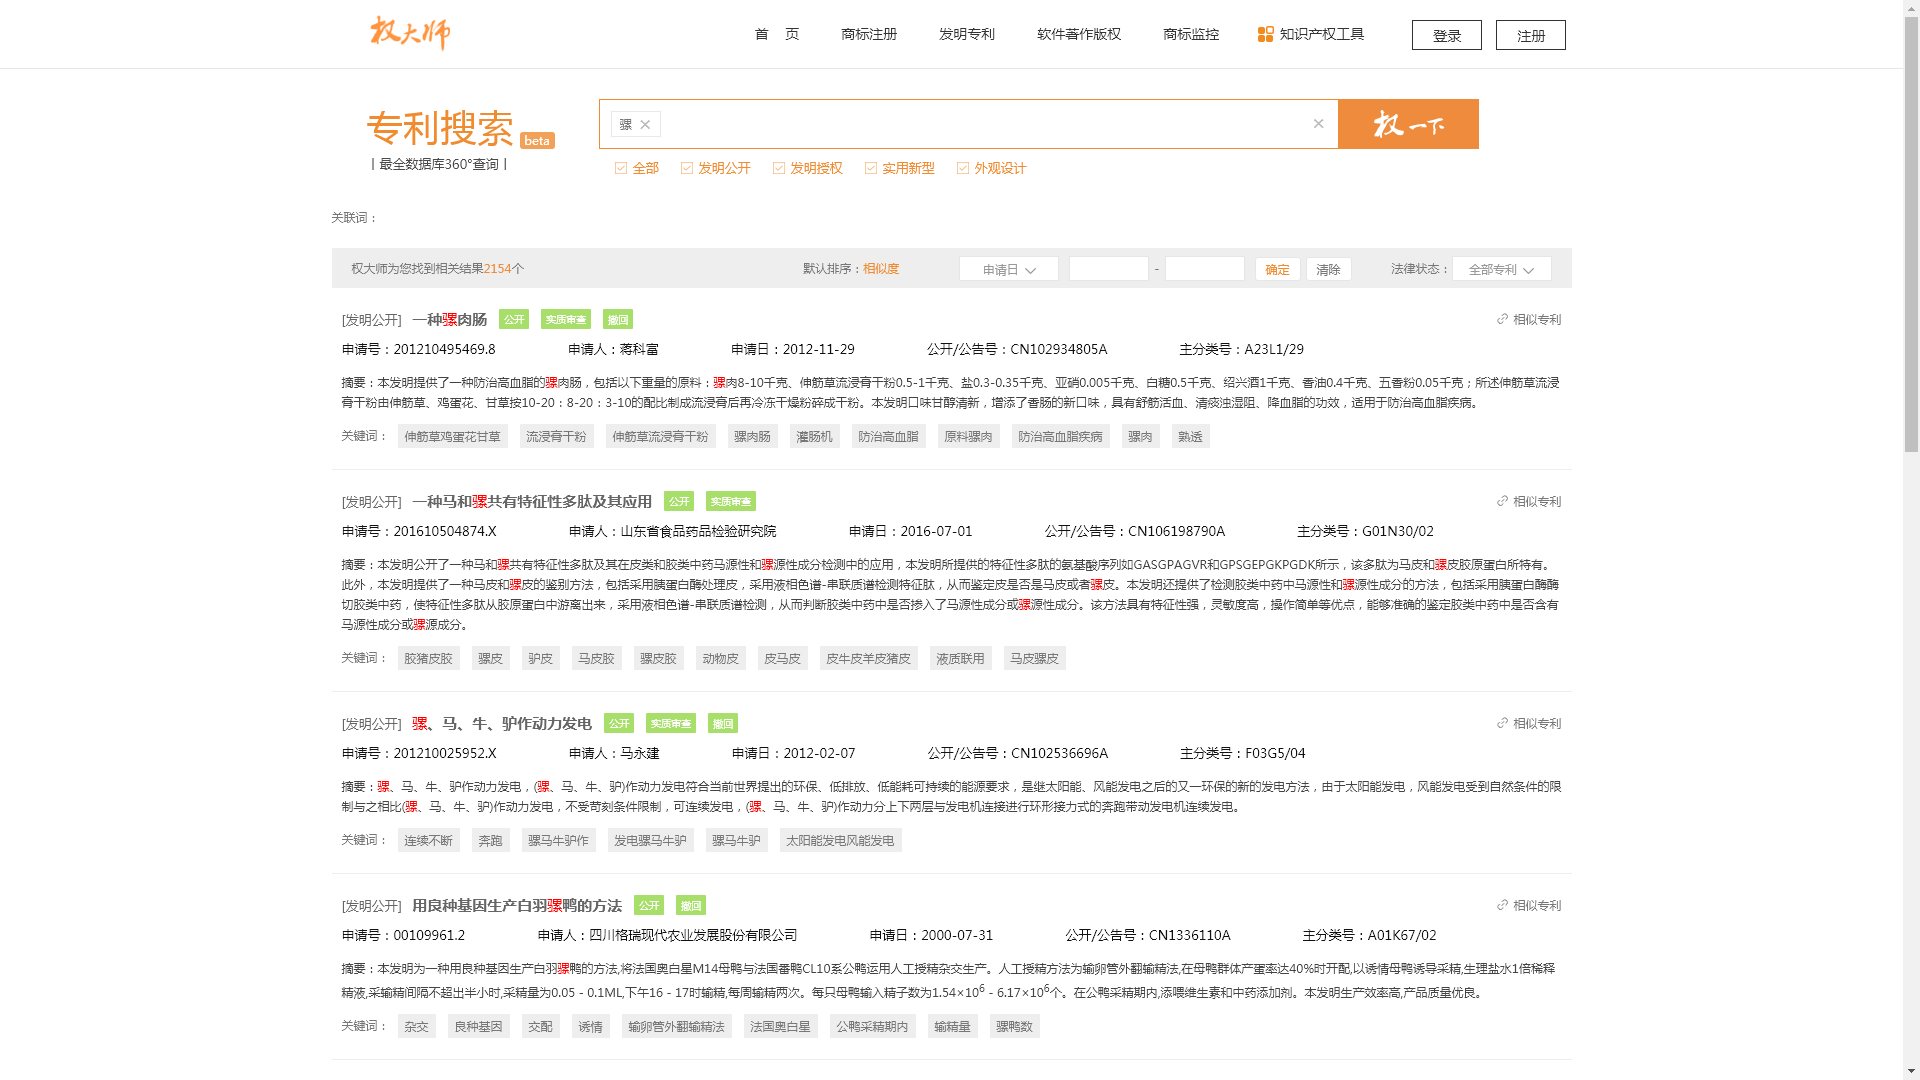 权大师 首 页 商标注册 发明专利 软件著作版权 商标监控 知识产权工具 登录 注册
专利搜索 beta
丨最全数据库360°查询丨
骡 × × 权一下
全部 发明公开 发明授权 实用新型 外观设计
关联词：
权大师为您找到相关结果2154个 默认排序：相似度 申请日 - 确定 清除 法律状态： 全部专利
[发明公开] 一种骡肉肠 公开 实质审查 撤回 相似专利
申请号：201210495469.8 申请人：蒋科富 申请日：2012-11-29 公开/公告号：CN102934805A 主分类号：A23L1/29
摘要：本发明提供了一种防治高血脂的骡肉肠，包括以下重量的原料：骡肉8-10千克、伸筋草流浸膏干粉0.5-1千克、盐0.3-0.35千克、亚硝0.005千克、白糖0.5千克、绍兴酒1千克、香油0.4千克、五香粉0.05千克；所述伸筋草流浸
膏干粉由伸筋草、鸡蛋花、甘草按10-20：8-20：3-10的配比制成流浸膏后再冷冻干燥粉碎成干粉。本发明口味甘醇清新，增添了香肠的新口味，具有舒筋活血、清痰浊湿阻、降血脂的功效，适用于防治高血脂疾病。
关键词： 伸筋草鸡蛋花甘草 流浸膏干粉 伸筋草流浸膏干粉 骡肉肠 灌肠机 防治高血脂 原料骡肉 防治高血脂疾病 骡肉 熟透
[发明公开] 一种马和骡共有特征性多肽及其应用 公开 实质审查 相似专利
申请号：201610504874.X 申请人：山东省食品药品检验研究院 申请日：2016-07-01 公开/公告号：CN106198790A 主分类号：G01N30/02
摘要：本发明公开了一种马和骡共有特征性多肽及其在皮类和胶类中药马源性和骡源性成分检测中的应用，本发明所提供的特征性多肽的氨基酸序列如GASGPAGVR和GPSGEPGKPGDK所示，该多肽为马皮和骡皮胶原蛋白所特有。
此外，本发明提供了一种马皮和骡皮的鉴别方法，包括采用胰蛋白酶处理皮，采用液相色谱-串联质谱检测特征肽，从而鉴定皮是否是马皮或者骡皮。本发明还提供了检测胶类中药中马源性和骡源性成分的方法，包括采用胰蛋白酶酶
切胶类中药，使特征性多肽从胶原蛋白中游离出来，采用液相色谱-串联质谱检测，从而判断胶类中药中是否掺入了马源性成分或骡源性成分。该方法具有特征性强，灵敏度高，操作简单等优点，能够准确的鉴定胶类中药中是否含有
马源性成分或骡源成分。
关键词： 胶猪皮胶 骡皮 驴皮 马皮胶 骡皮胶 动物皮 皮马皮 皮牛皮羊皮猪皮 液质联用 马皮骡皮
[发明公开] 骡、马、牛、驴作动力发电 公开 实质审查 撤回 相似专利
申请号：201210025952.X 申请人：马永建 申请日：2012-02-07 公开/公告号：CN102536696A 主分类号：F03G5/04
摘要：骡、马、牛、驴作动力发电，(骡、马、牛、驴)作动力发电符合当前世界提出的环保、低排放、低能耗可持续的能源要求，是继太阳能、风能发电之后的又一环保的新的发电方法，由于太阳能发电，风能发电受到自然条件的限
制与之相比(骡、马、牛、驴)作动力发电，不受苛刻条件限制，可连续发电，(骡、马、牛、驴)作动力分上下两层与发电机连接进行环形接力式的奔跑带动发电机连续发电。
关键词： 连续不断 奔跑 骡马牛驴作 发电骡马牛驴 骡马牛驴 太阳能发电风能发电
[发明公开] 用良种基因生产白羽骡鸭的方法 公开 撤回 相似专利
申请号：00109961.2 申请人：四川格瑞现代农业发展股份有限公司 申请日：2000-07-31 公开/公告号：CN1336110A 主分类号：A01K67/02
摘要：本发明为一种用良种基因生产白羽骡鸭的方法,将法国奥白星M14母鸭与法国番鸭CL10系公鸭运用人工授精杂交生产。人工授精方法为输卵管外翻输精法,在母鸭群体产蛋率达40%时开配,以诱情母鸭诱导采精,生理盐水1倍稀释
精液,采输精间隔不超出半小时,采精量为0.05－0.1ML,下午16－17时输精,每周输精两次。每只母鸭输入精子数为1.54×10⁶－6.17×10⁶个。在公鸭采精期内,添喂维生素和中药添加剂。本发明生产效率高,产品质量优良。
关键词： 杂交 良种基因 交配 诱情 输卵管外翻输精法 法国奥白星 公鸭采精期内 输精量 骡鸭数